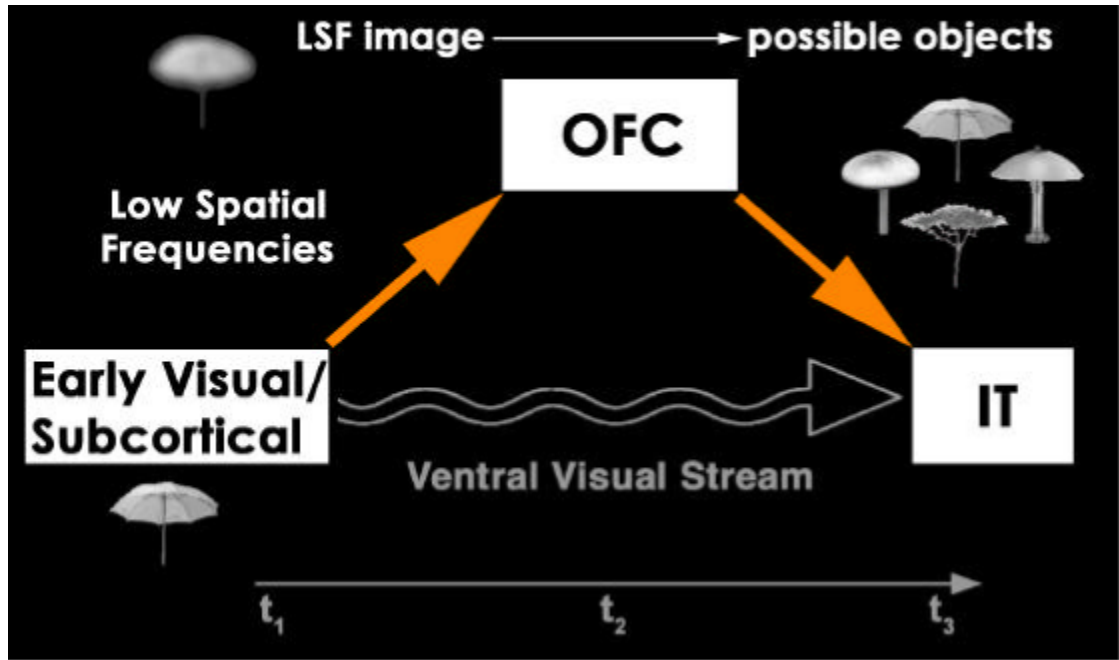 LSF image possible objects
OFC
Low Spatial
Frequencies
Early Visual/
Subcortical
IT
Ventral Visual Stream
t₁ t₂ t₃